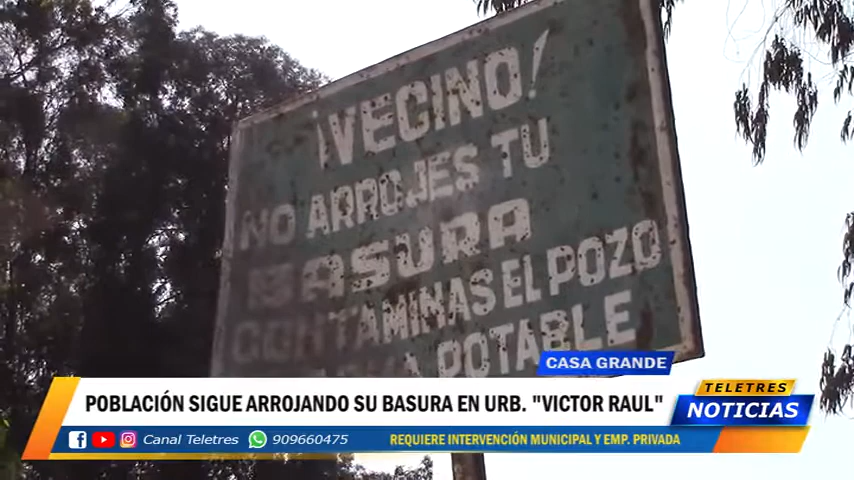 ¡VECINO!
NO ARROJES TU
BASURA
CONTAMINAS EL POZO
POTABLE
CASA GRANDE
POBLACIÓN SIGUE ARROJANDO SU BASURA EN URB. "VICTOR RAUL"
TELETRES
NOTICIAS
Canal Teletres 909660475
REQUIERE INTERVENCIÓN MUNICIPAL Y EMP. PRIVADA